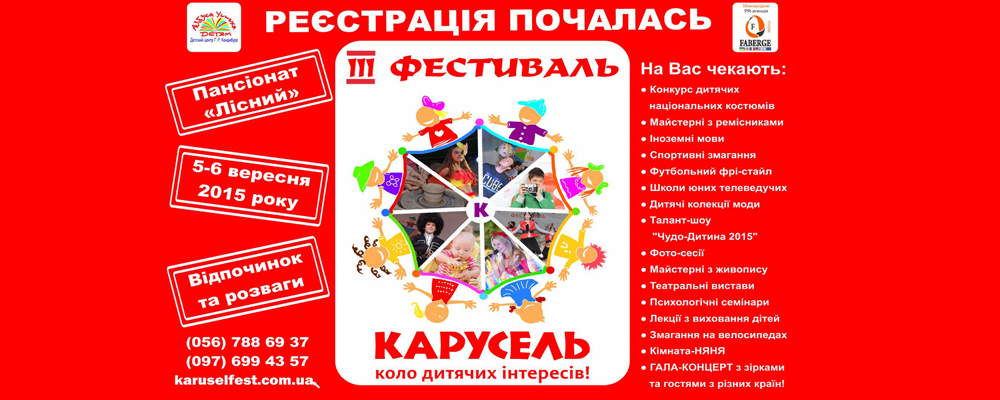 РЕЄСТРАЦІЯ ПОЧАЛАСЬ
Азбука Успіха
ДЕТЯМ
PR-агенция
FABERGE
Пансіонат
«Лісний»
5-6 вересня
2015 року
Відпочинок
та розваги
(056) 788 69 37
(097) 699 43 57
karuselfest.com.ua
III ФЕСТИВАЛЬ
К
КАРУСЕЛЬ
коло дитячих інтересів!
На Вас чекають:
● Конкурс дитячих
національних костюмів
● Майстерні з ремісниками
● Іноземні мови
● Спортивні змагання
● Футбольний фрі-стайл
● Школи юних телеведучих
● Дитячі колекції моди
● Талант-шоу
"Чудо-Дитина 2015"
● Фото-сесії
● Майстерні з живопису
● Театральні вистави
● Психологічні семінари
● Лекції з виховання дітей
● Змагання на велосипедах
● Кімната-НЯНЯ
● ГАЛА-КОНЦЕРТ з зірками
та гостями з різних країн!